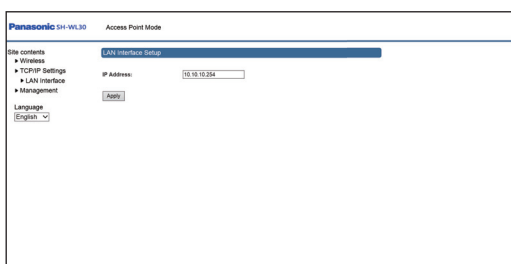 Panasonic SH-WL30 Access Point Mode
Site contents
Wireless
TCP/IP Settings
LAN Interface
Management
Language
English
LAN Interface Setup
IP Address: 10.10.10.254
Apply